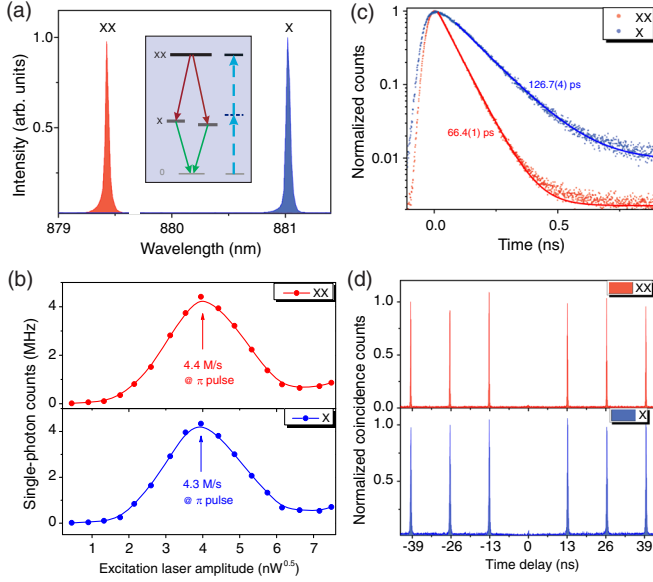 (a)
XX
X
1.0
0.5
Intensity (arb. units)
XX
X
0
879
880
881
Wavelength (nm)
(c)
XX
X
1
0.1
0.01
Normalized counts
126.7(4) ps
66.4(1) ps
0.0
0.5
Time (ns)
(b)
XX
4
2
0
4.4 M/s
@ π pulse
X
4
2
0
4.3 M/s
@ π pulse
Single-photon counts (MHz)
1 2 3 4 5 6 7
Excitation laser amplitude (nW^0.5)
(d)
XX
1.0
0.5
0.0
X
1.0
0.5
0.0
Normalized coincidence counts
-39 -26 -13 0 13 26 39
Time delay (ns)